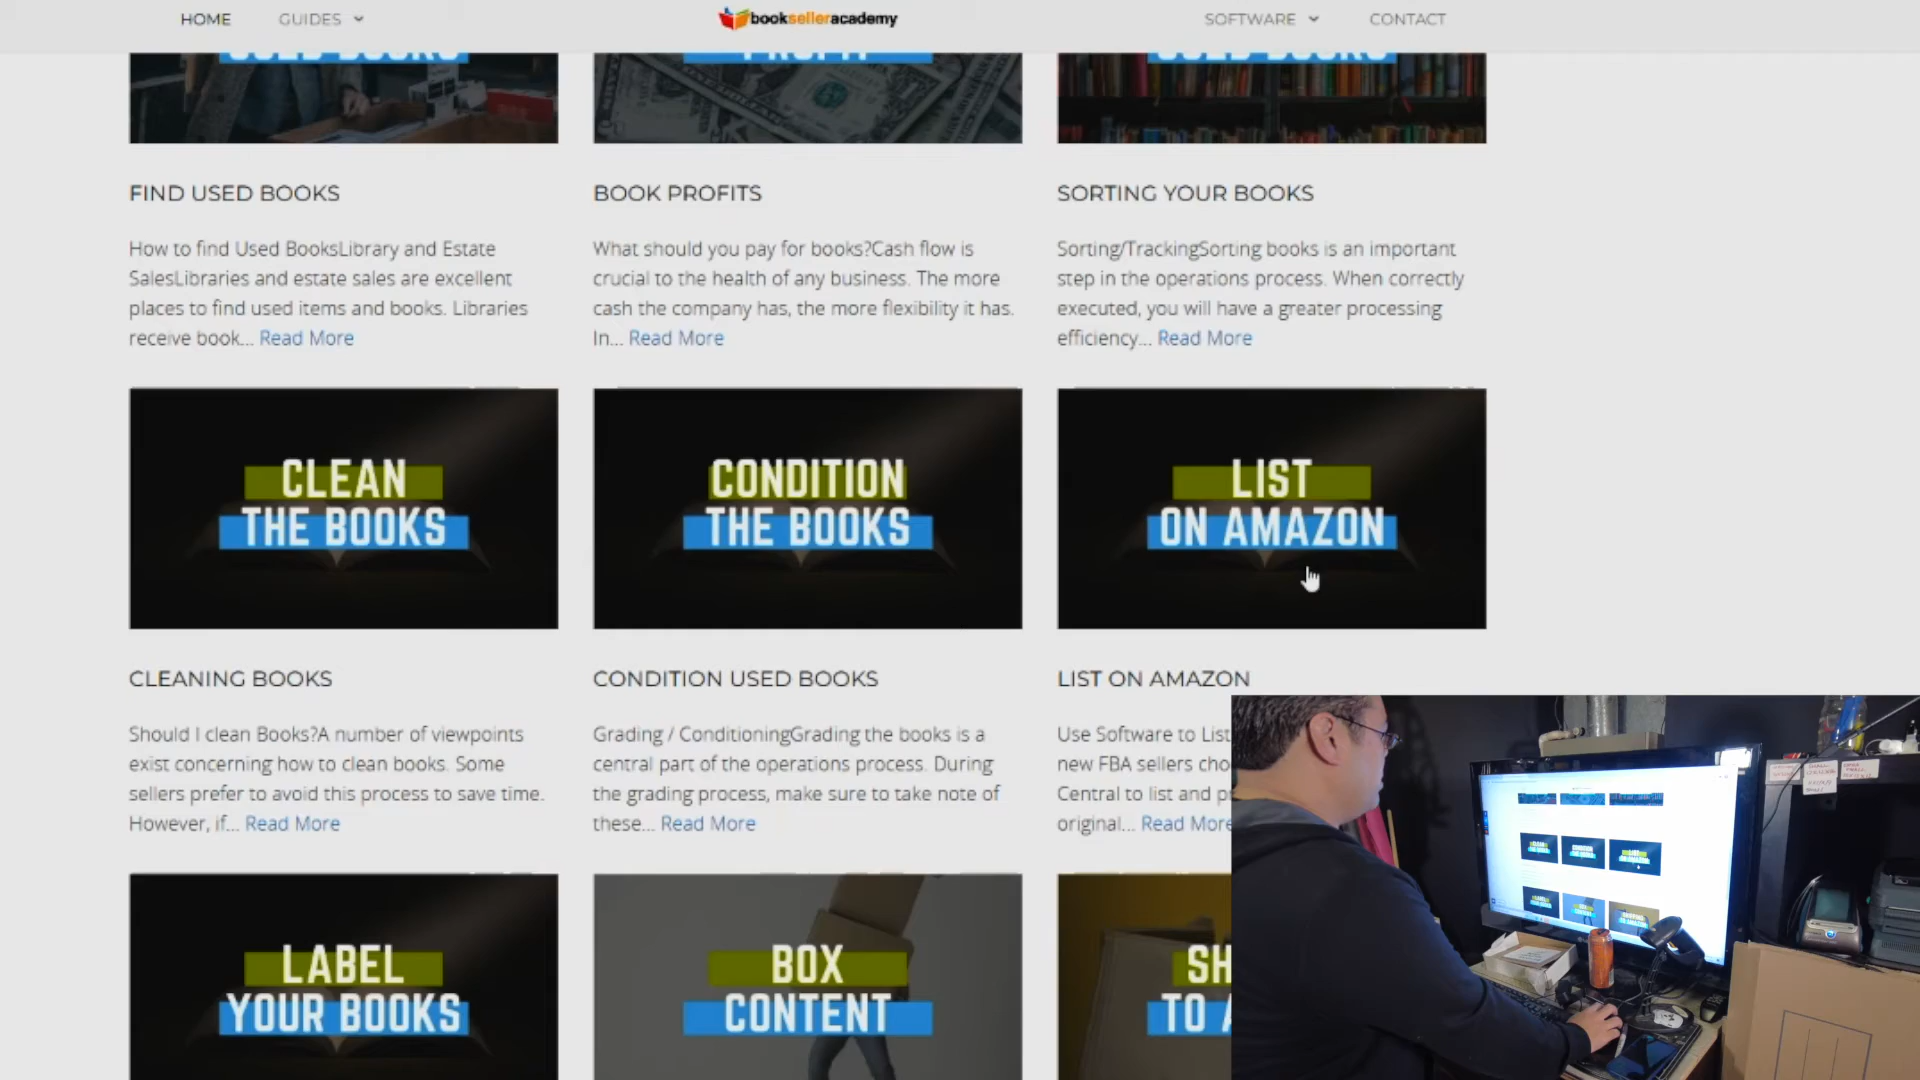 HOME
GUIDES
bookselleracademy
SOFTWARE
CONTACT
USED BOOKS
PROFIT
USED BOOKS
FIND USED BOOKS
How to find Used BooksLibrary and Estate
SalesLibraries and estate sales are excellent
places to find used items and books. Libraries
receive book... Read More
BOOK PROFITS
What should you pay for books?Cash flow is
crucial to the health of any business. The more
cash the company has, the more flexibility it has.
In... Read More
SORTING YOUR BOOKS
Sorting/TrackingSorting books is an important
step in the operations process. When correctly
executed, you will have a greater processing
efficiency... Read More
CLEAN
THE BOOKS
CONDITION
THE BOOKS
LIST
ON AMAZON
CLEANING BOOKS
Should I clean Books?A number of viewpoints
exist concerning how to clean books. Some
sellers prefer to avoid this process to save time.
However, if... Read More
CONDITION USED BOOKS
Grading / ConditioningGrading the books is a
central part of the operations process. During
the grading process, make sure to take note of
these... Read More
LIST ON AMAZON
Use Software to List
new FBA sellers cho
Central to list and p
original... Read More
LABEL
YOUR BOOKS
BOX
CONTENT
SH
TO A